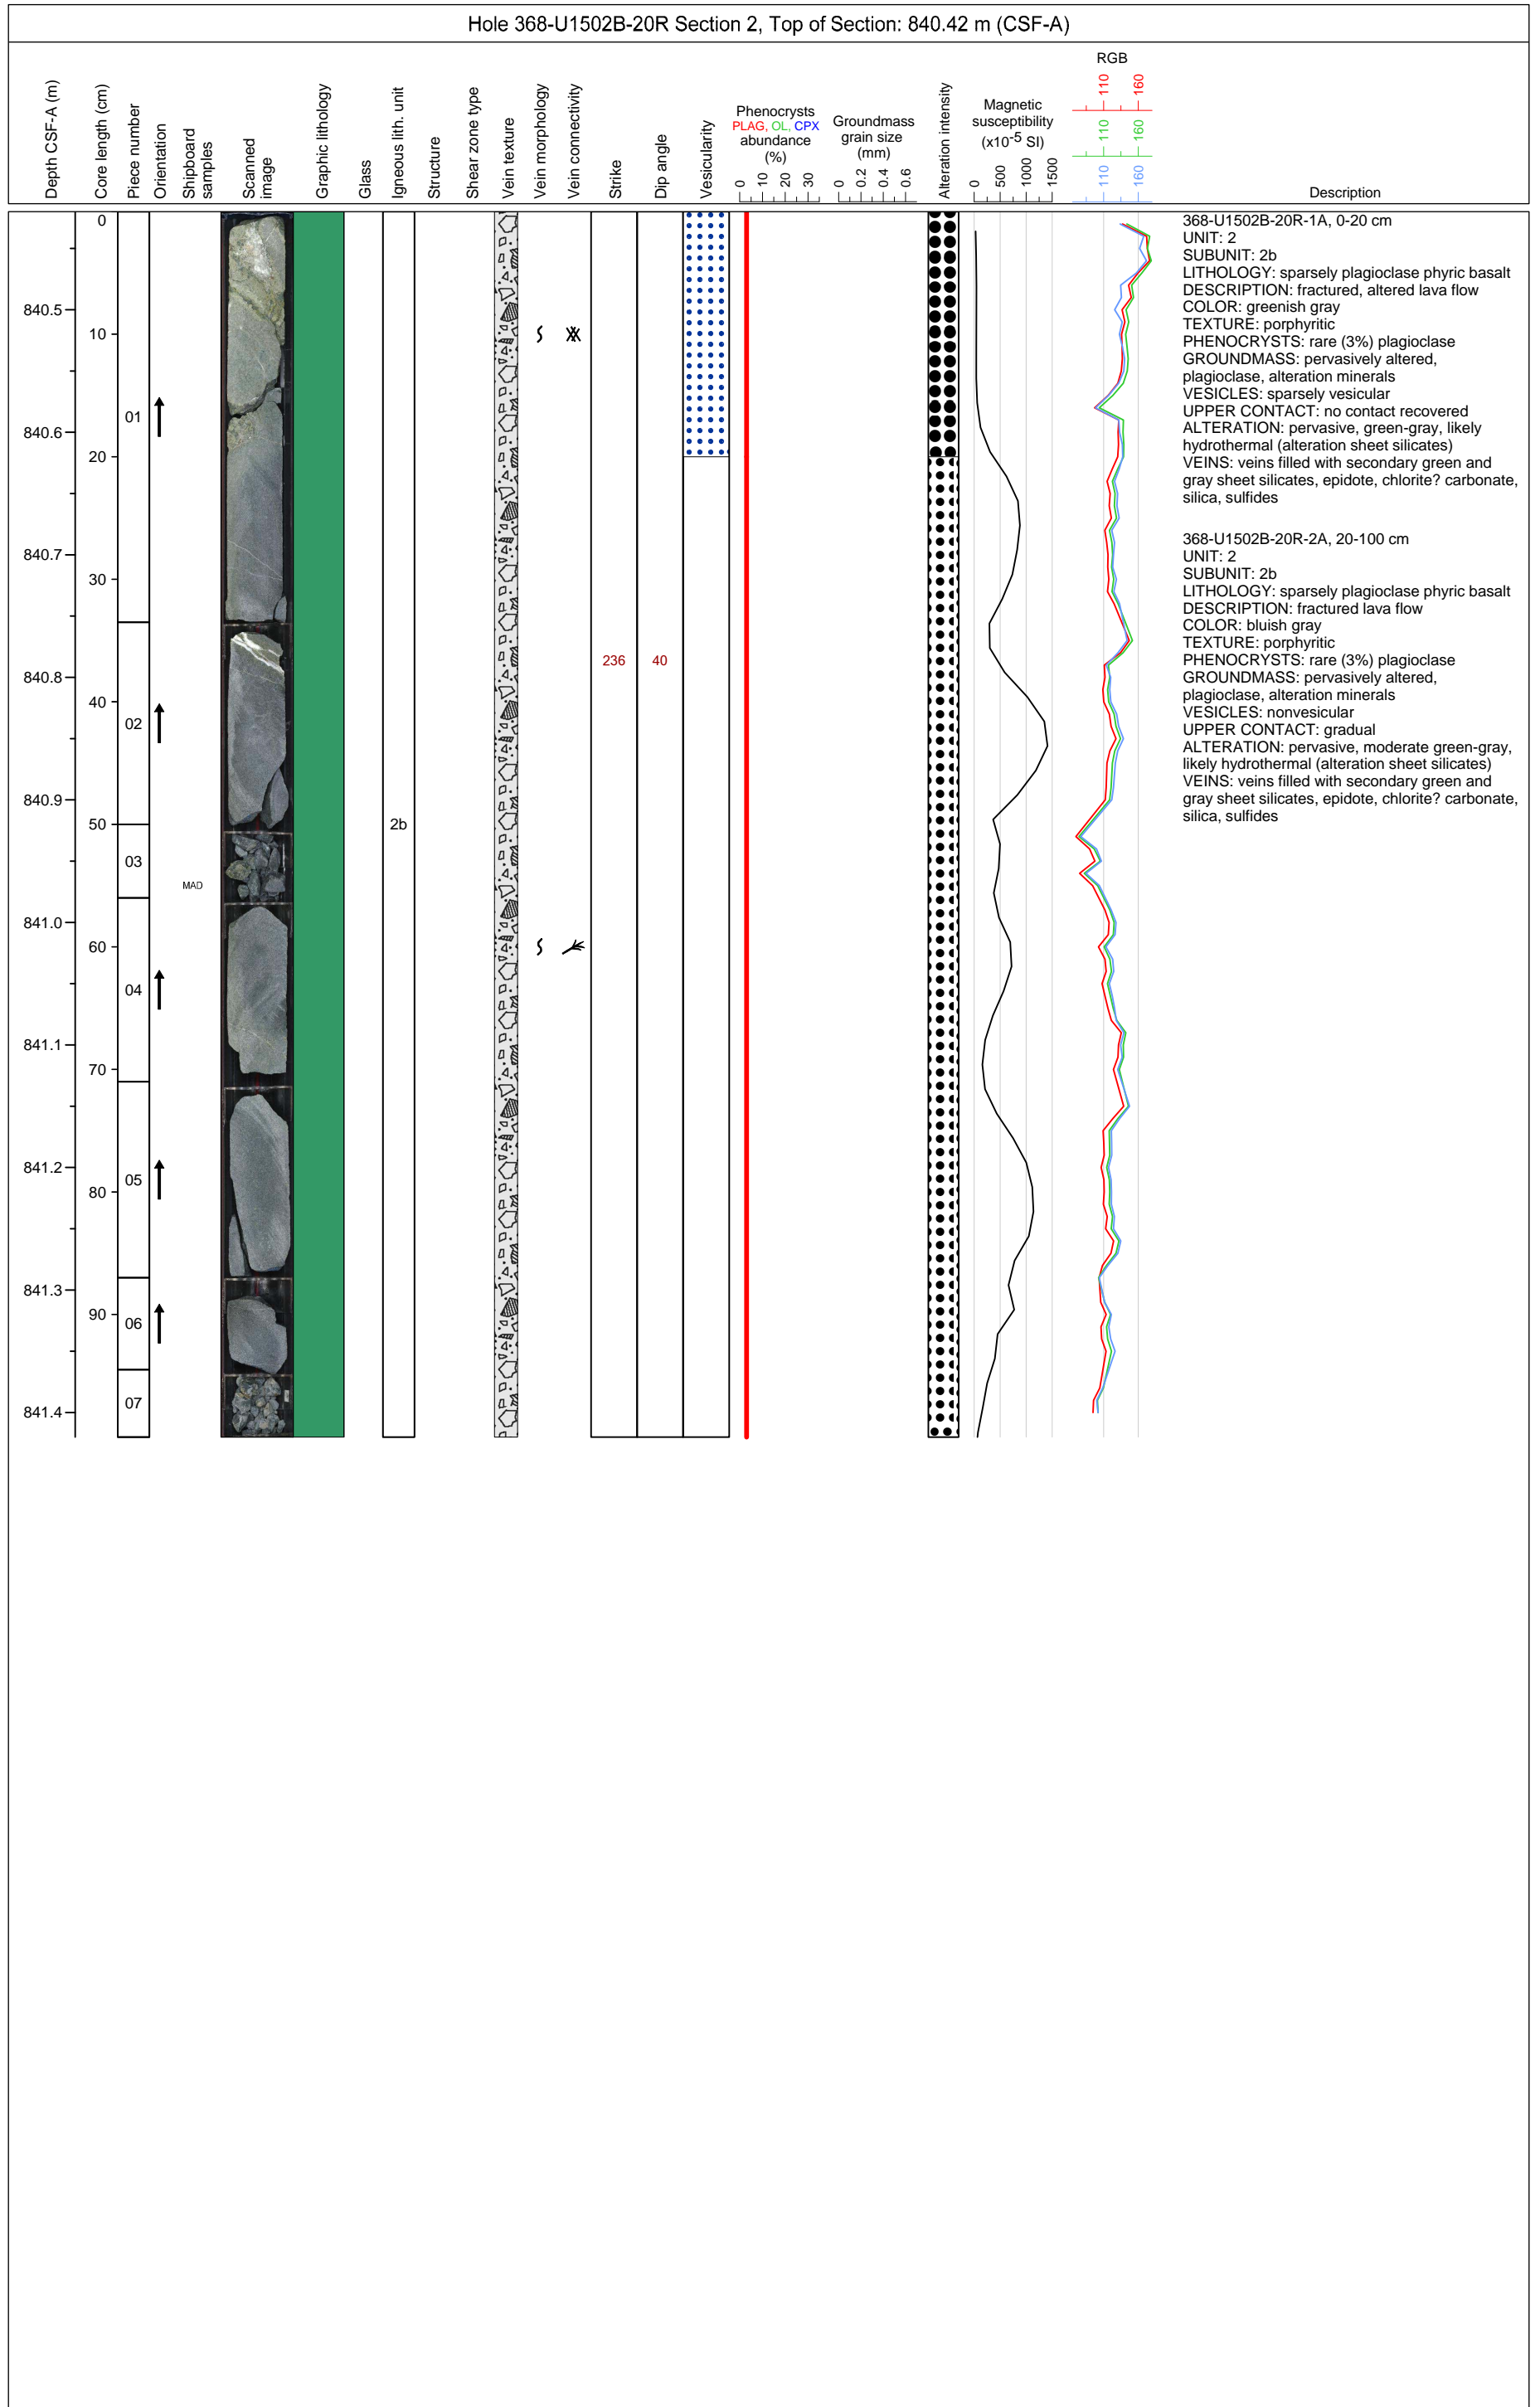 Hole 368-U1502B-20R Section 2, Top of Section: 840.42 m (CSF-A)
Depth CSF-A (m)
Core length (cm)
Piece number
Orientation
Shipboard
samples
Scanned
image
Graphic lithology
Glass
Igneous lith. unit
Structure
Shear zone type
Vein texture
Vein morphology
Vein connectivity
Strike
Dip angle
Vesicularity
Phenocrysts
PLAG, OL, CPX
abundance
(%)
0 10 20 30
Groundmass
grain size
(mm)
0 0.2 0.4 0.6
Alteration intensity
Magnetic
susceptibility
(x10-5 SI)
0 500 1000 1500
RGB
110 160
110 160
110 160
Description
840.5
840.6
840.7
840.8
840.9
841.0
841.1
841.2
841.3
841.4
0
10
20
30
40
50
60
70
80
90
01
02
03
04
05
06
07
MAD
2b
236 40
368-U1502B-20R-1A, 0-20 cm
UNIT: 2
SUBUNIT: 2b
LITHOLOGY: sparsely plagioclase phyric basalt
DESCRIPTION: fractured, altered lava flow
COLOR: greenish gray
TEXTURE: porphyritic
PHENOCRYSTS: rare (3%) plagioclase
GROUNDMASS: pervasively altered,
plagioclase, alteration minerals
VESICLES: sparsely vesicular
UPPER CONTACT: no contact recovered
ALTERATION: pervasive, green-gray, likely
hydrothermal (alteration sheet silicates)
VEINS: veins filled with secondary green and
gray sheet silicates, epidote, chlorite? carbonate,
silica, sulfides
368-U1502B-20R-2A, 20-100 cm
UNIT: 2
SUBUNIT: 2b
LITHOLOGY: sparsely plagioclase phyric basalt
DESCRIPTION: fractured lava flow
COLOR: bluish gray
TEXTURE: porphyritic
PHENOCRYSTS: rare (3%) plagioclase
GROUNDMASS: pervasively altered,
plagioclase, alteration minerals
VESICLES: nonvesicular
UPPER CONTACT: gradual
ALTERATION: pervasive, moderate green-gray,
likely hydrothermal (alteration sheet silicates)
VEINS: veins filled with secondary green and
gray sheet silicates, epidote, chlorite? carbonate,
silica, sulfides